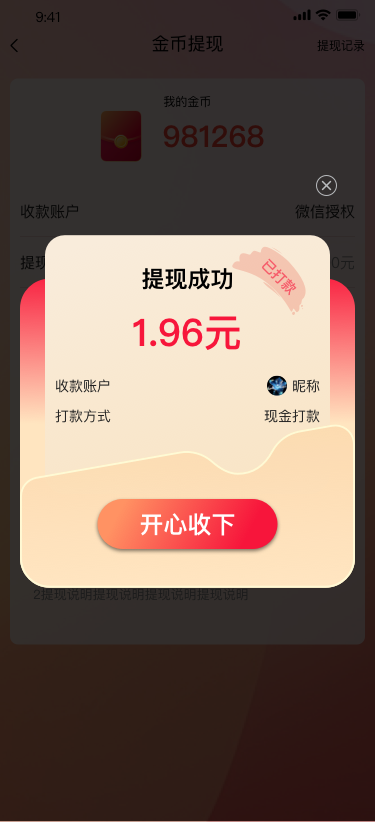 9:41
金币提现
提现记录
我的金币
981268
收款账户
微信授权
提现
0元
已打款
提现成功
1.96元
收款账户
昵称
打款方式
现金打款
开心收下
2提现说明提现说明提现说明提现说明